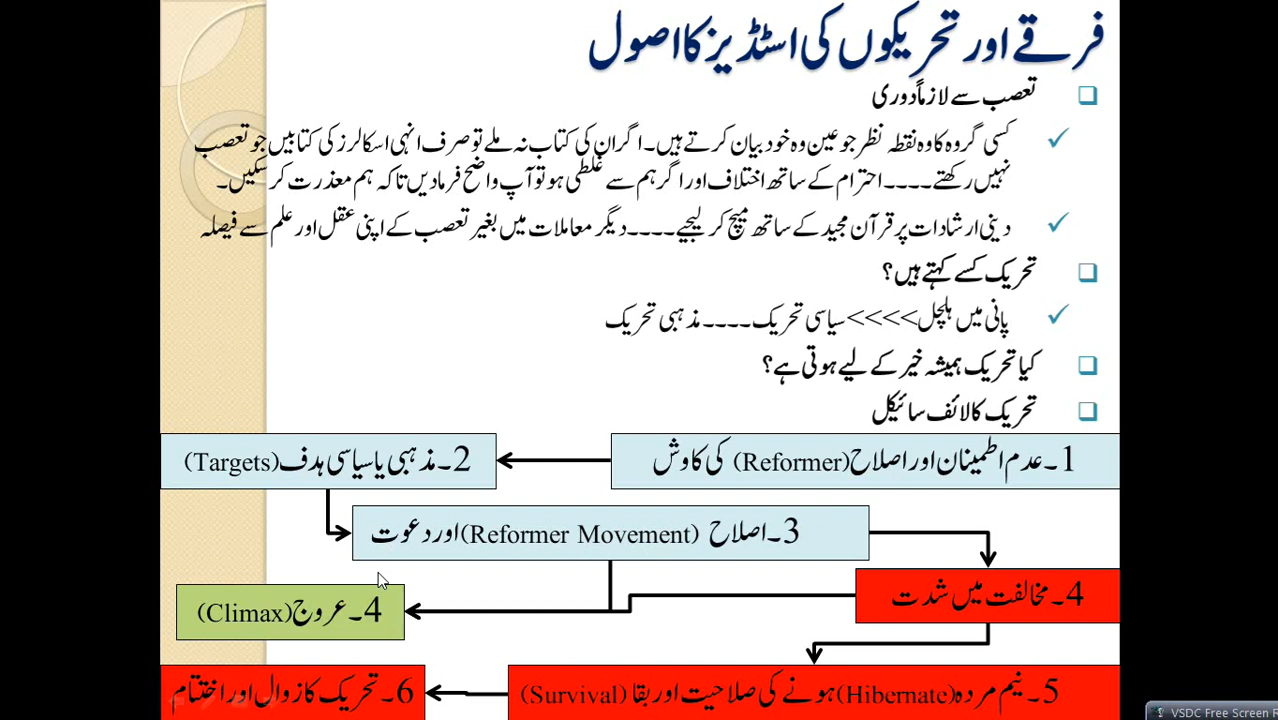 فرقے اور تحریکوں کی اسٹڈیز کا اصول
تعصب سے لازماً دوری
کسی گروہ کا وہ نقطہ نظر جو عین وہ خود بیان کرتے ہیں۔ اگر ان کی کتاب نہ ملے تو صرف انہی اسکالرز کی کتابیں جو تعصب
نہیں رکھتے۔۔۔۔ احترام کے ساتھ اختلاف اور اگر ہم سے غلطی ہو تو آپ واضح فرما دیں تاکہ ہم معذرت کر سکیں۔
دینی ارشادات پر قرآن مجید کے ساتھ میچ کر لیجیے۔۔۔۔ دیگر معاملات میں بغیر تعصب کے اپنی عقل اور علم سے فیصلہ
تحریک کسے کہتے ہیں؟
پانی میں ہلچل >>>> سیاسی تحریک۔۔۔۔ مذہبی تحریک
کیا تحریک ہمیشہ خیر کے لیے ہوتی ہے؟
تحریک کا لائف سائیکل
1۔ عدم اطمینان اور اصلاح (Reformer) کی کاوش
2۔ مذہبی یا سیاسی ہدف (Targets)
3۔ اصلاح (Reformer Movement) اور دعوت
4۔ مخالفت میں شدت
4۔ عروج (Climax)
5۔ نیم مردہ (Hibernate) ہونے کی صلاحیت اور بقا (Survival)
6۔ تحریک کا زوال اور اختتام
VSDC Free Screen R